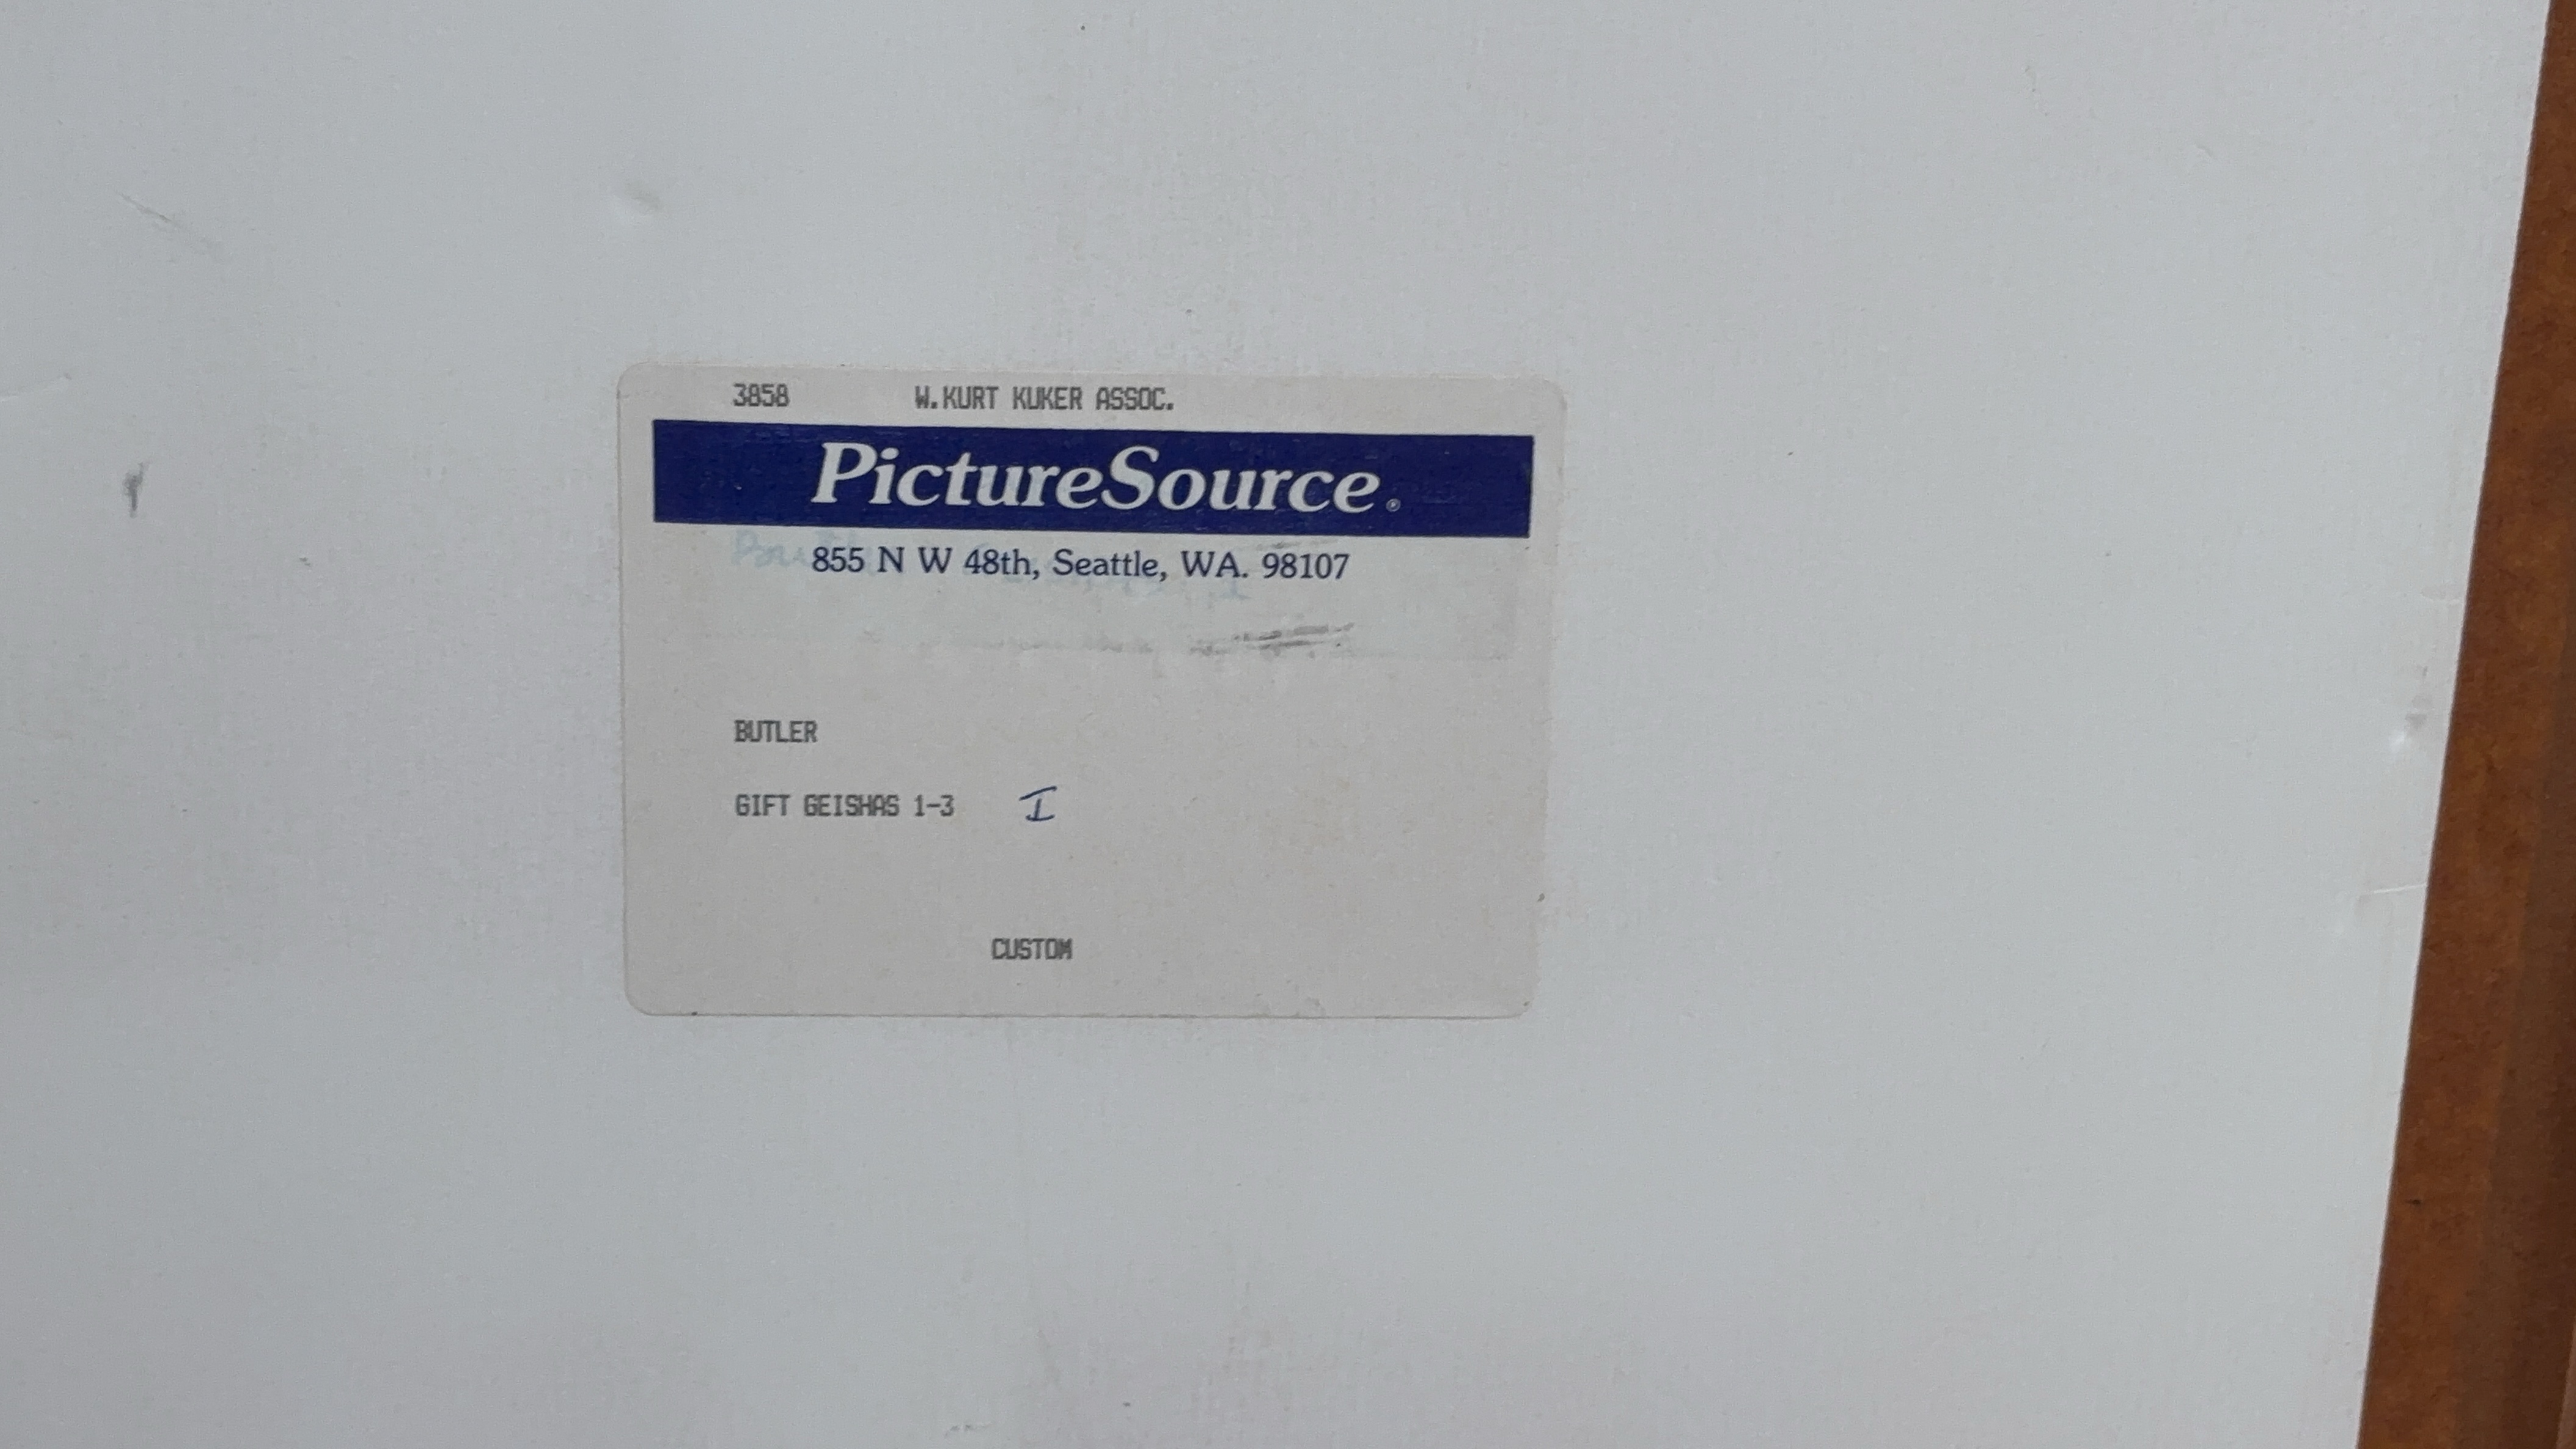 3858 W.KURT KUKER ASSOC.
PictureSource®
855 N W 48th, Seattle, WA. 98107
BUTLER
GIFT GEISHAS 1-3 I
CUSTOM